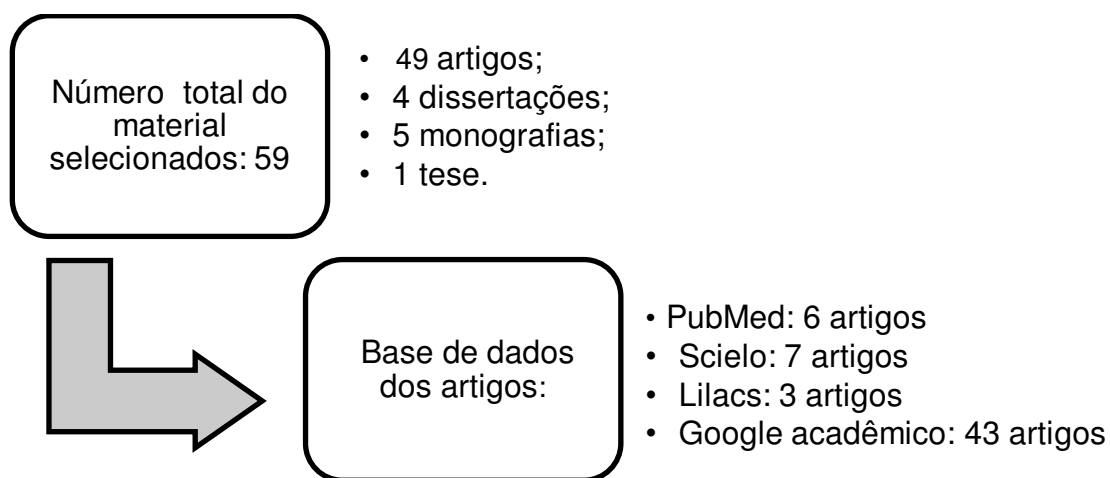 Número total do
material
selecionados: 59
• 49 artigos;
• 4 dissertações;
• 5 monografias;
• 1 tese.
Base de dados
dos artigos:
• PubMed: 6 artigos
• Scielo: 7 artigos
• Lilacs: 3 artigos
• Google acadêmico: 43 artigos